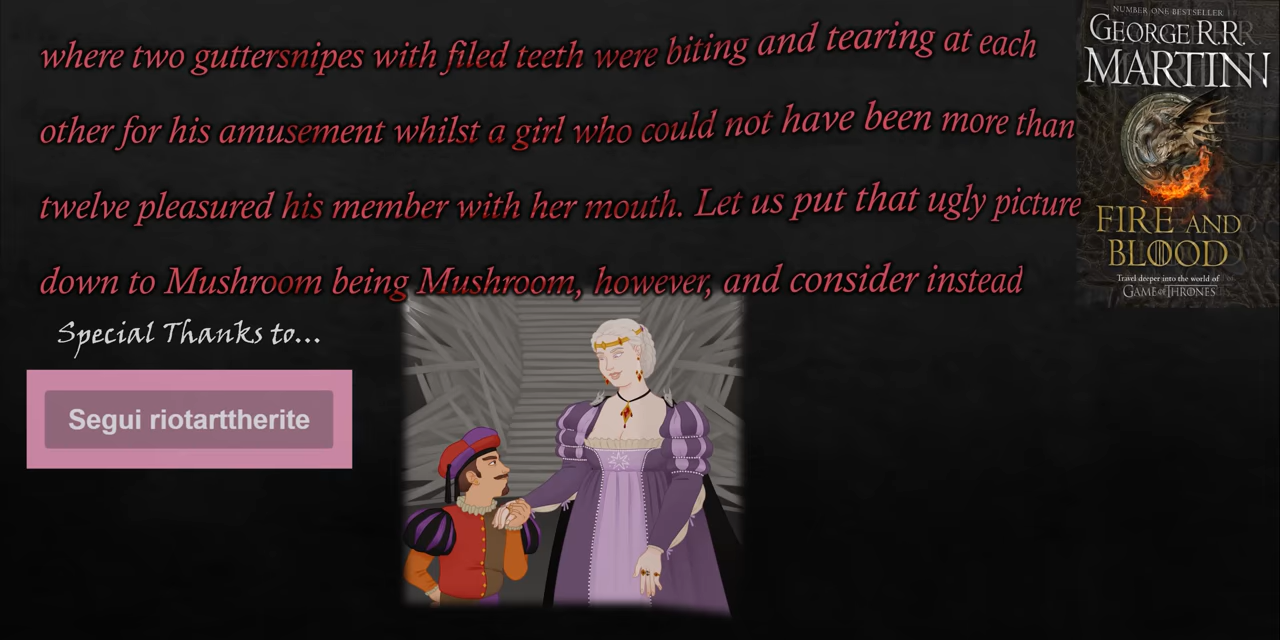 where two guttersnipes with filed teeth were biting and tearing at each
other for his amusement whilst a girl who could not have been more than
twelve pleasured his member with her mouth. Let us put that ugly picture
down to Mushroom being Mushroom, however, and consider instead
Special Thanks to...
Segui riotarttherite
NUMBER ONE BESTSELLER
GEORGE R.R.
MARTIN
FIRE AND
BLOOD
Travel deeper into the world of
GAME OF THRONES